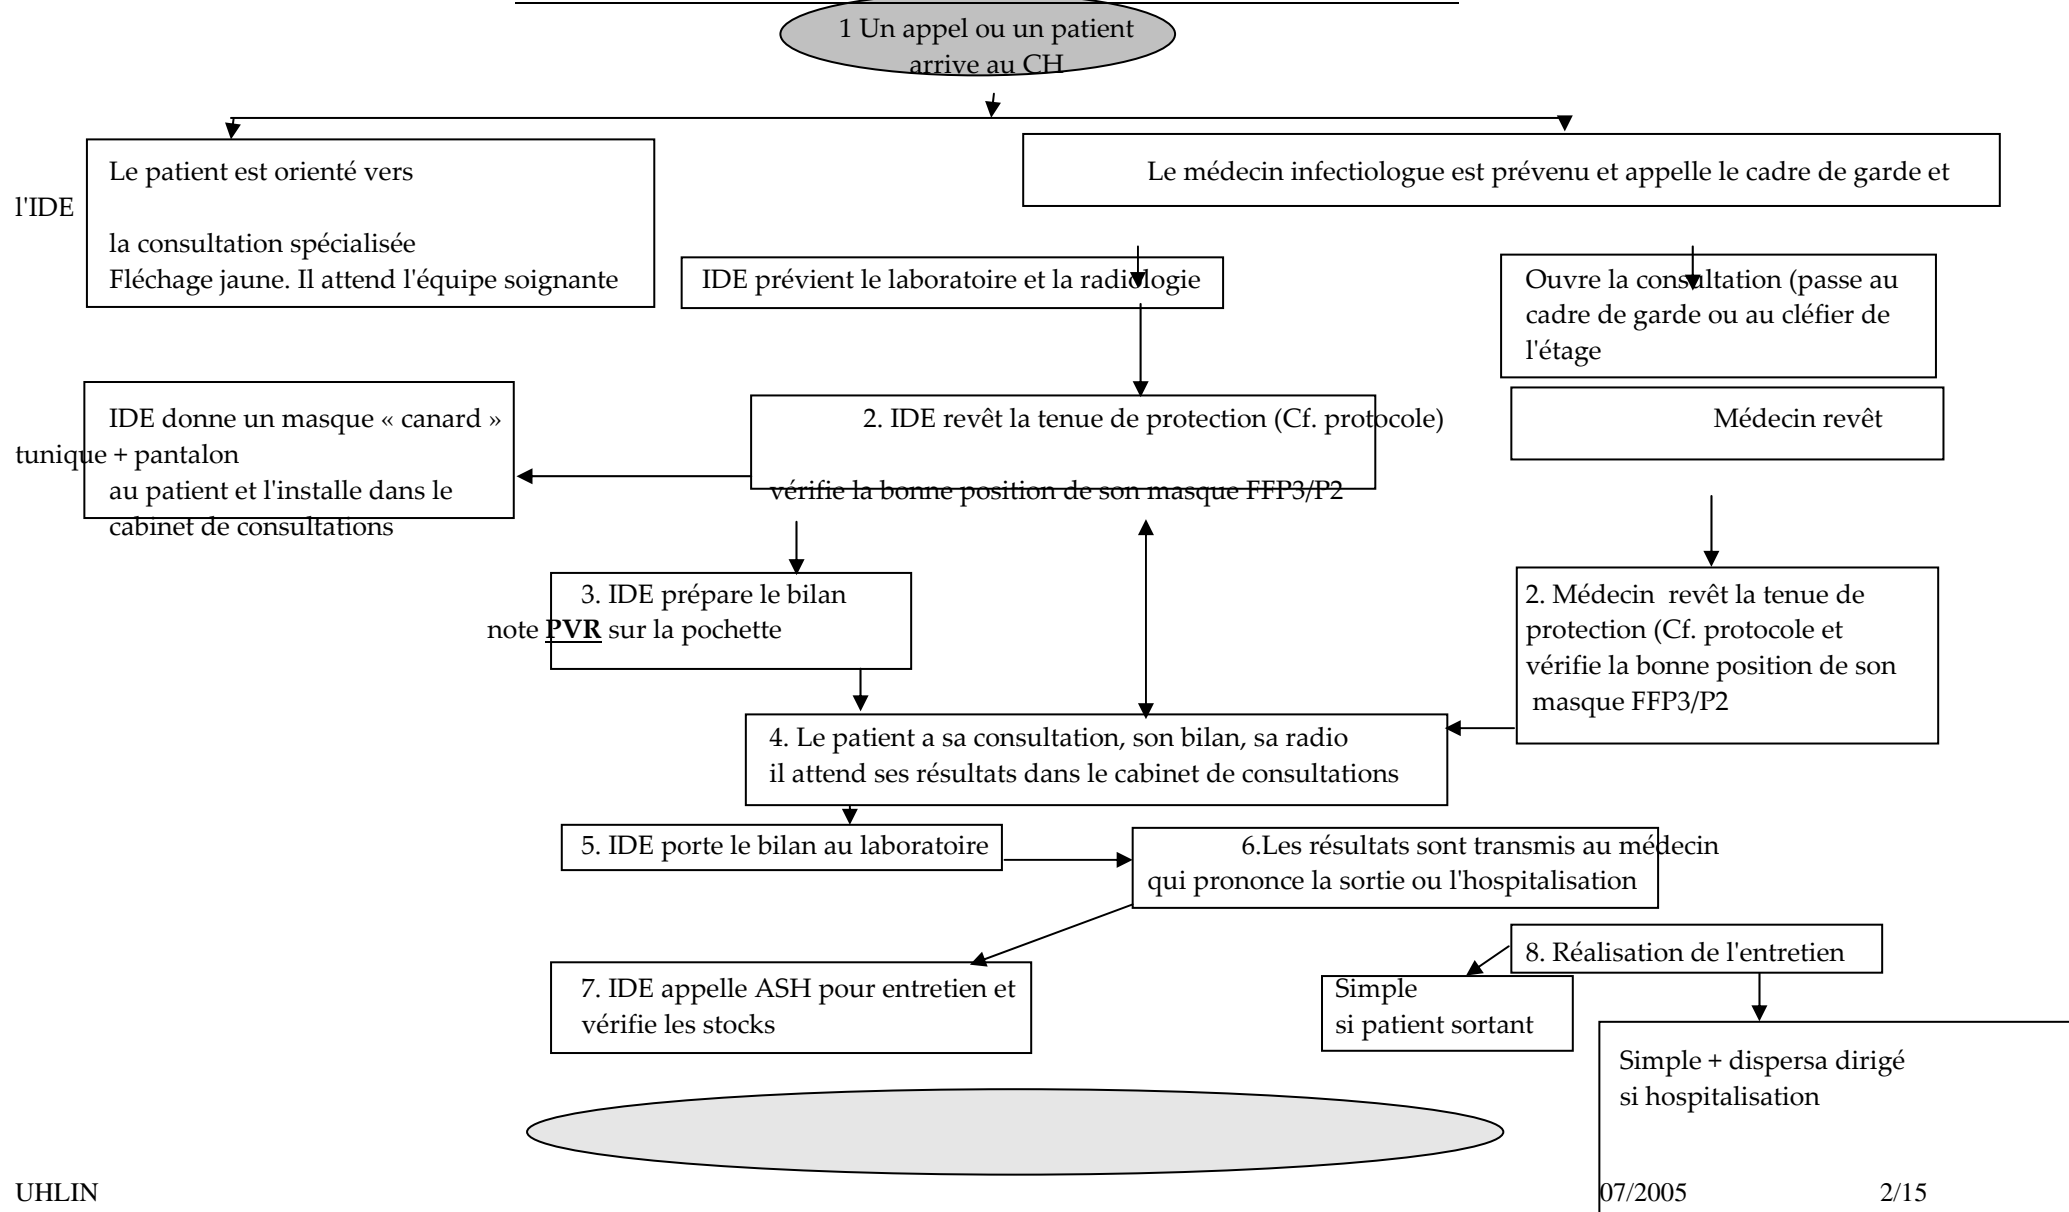 1 Un appel ou un patient
arrive au CH
Le patient est orienté vers
Le médecin infectiologue est prévenu et appelle le cadre de garde et
l'IDE
la consultation spécialisée
Fléchage jaune. Il attend l'équipe soignante
IDE prévient le laboratoire et la radiologie
Ouvre la consultation (passe au
cadre de garde ou au cléfier de
l'étage
IDE donne un masque « canard »
2. IDE revêt la tenue de protection (Cf. protocole)
Médecin revêt
tunique + pantalon
au patient et l'installe dans le
cabinet de consultations
vérifie la bonne position de son masque FFP3/P2
3. IDE prépare le bilan
note PVR sur la pochette
2. Médecin  revêt la tenue de
protection (Cf. protocole et
vérifie la bonne position de son
masque FFP3/P2
4. Le patient a sa consultation, son bilan, sa radio
il attend ses résultats dans le cabinet de consultations
5. IDE porte le bilan au laboratoire
6.Les résultats sont transmis au médecin
qui prononce la sortie ou l'hospitalisation
8. Réalisation de l'entretien
7. IDE appelle ASH pour entretien et
vérifie les stocks
Simple
si patient sortant
Simple + dispersa dirigé
si hospitalisation
UHLIN
07/2005
2/15